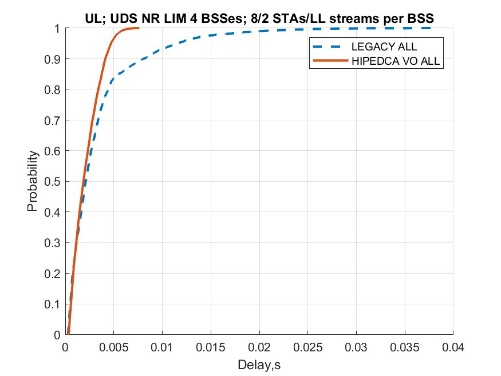 UL; UDS NR LIM 4 BSSes; 8/2 STAs/LL streams per BSS
LEGACY ALL
HIPEDCA VO ALL
Probability
1
0.9
0.8
0.7
0.6
0.5
0.4
0.3
0.2
0.1
0
0 0.005 0.01 0.015 0.02 0.025 0.03 0.035 0.04
Delay,s